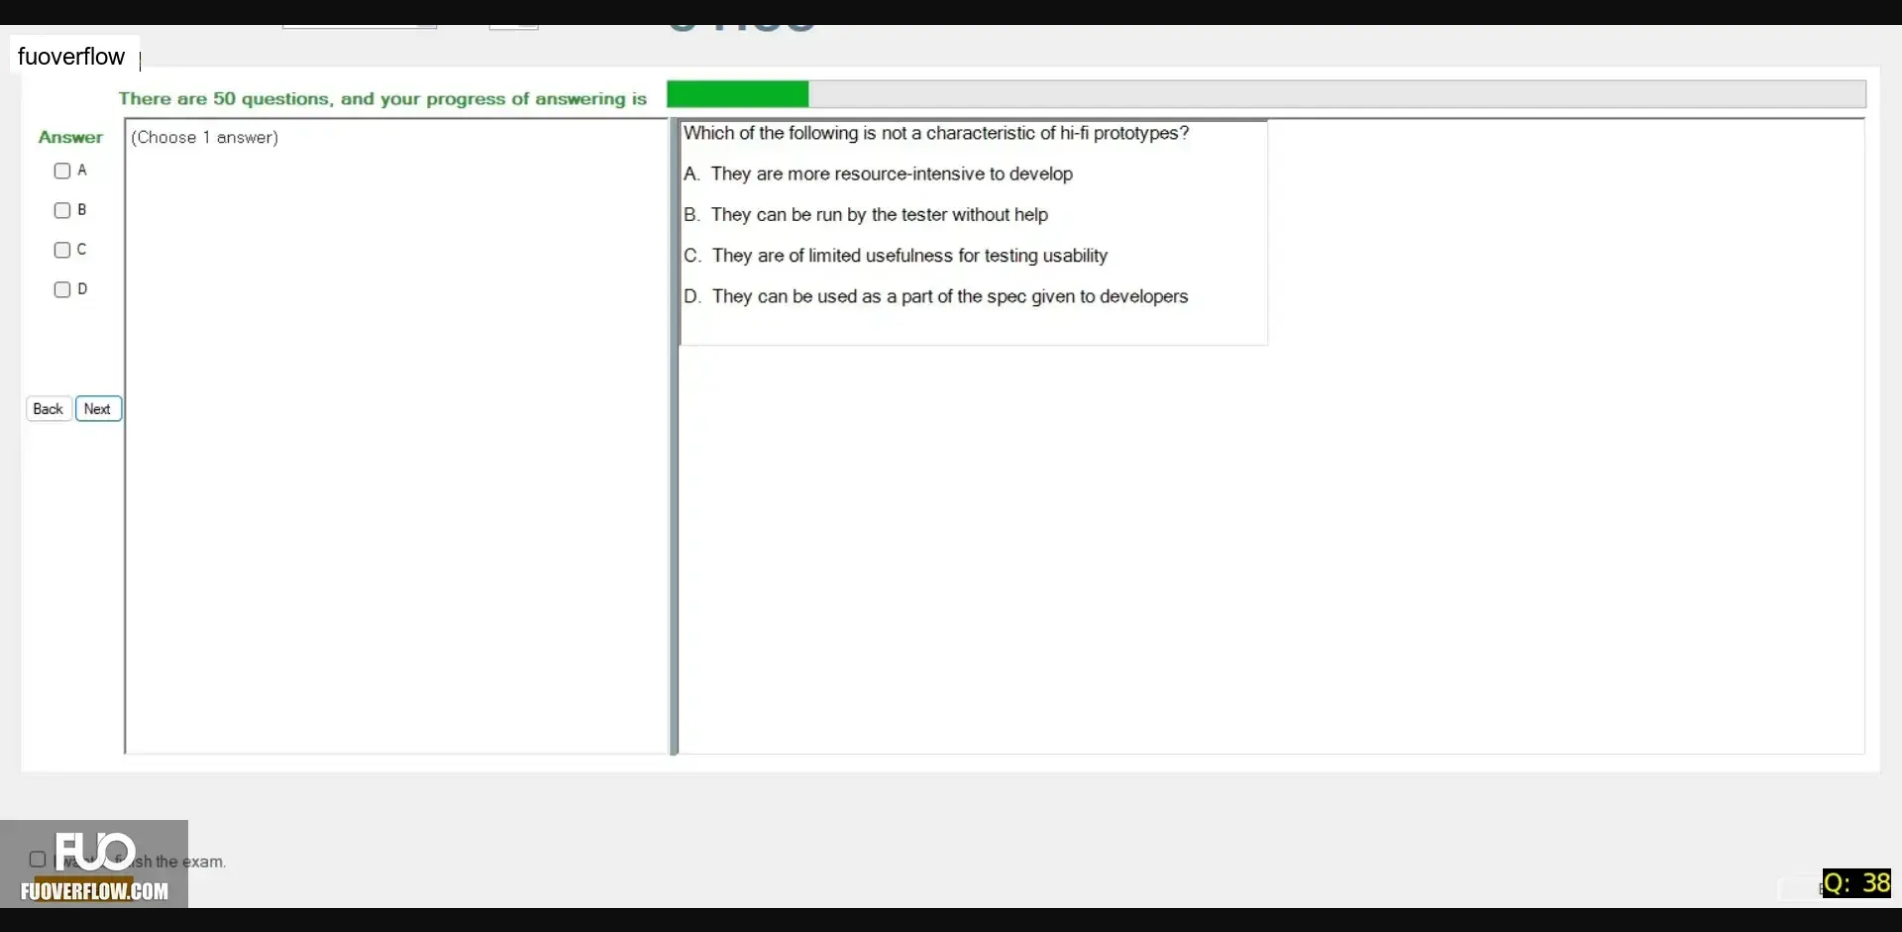 fuoverflow
There are 50 questions, and your progress of answering is
Answer
(Choose 1 answer)
A
B
C
D
Back Next
Which of the following is not a characteristic of hi-fi prototypes?
A. They are more resource-intensive to develop
B. They can be run by the tester without help
C. They are of limited usefulness for testing usability
D. They can be used as a part of the spec given to developers
FUO
I want finish the exam.
FUOVERFLOW.COM
Q: 38